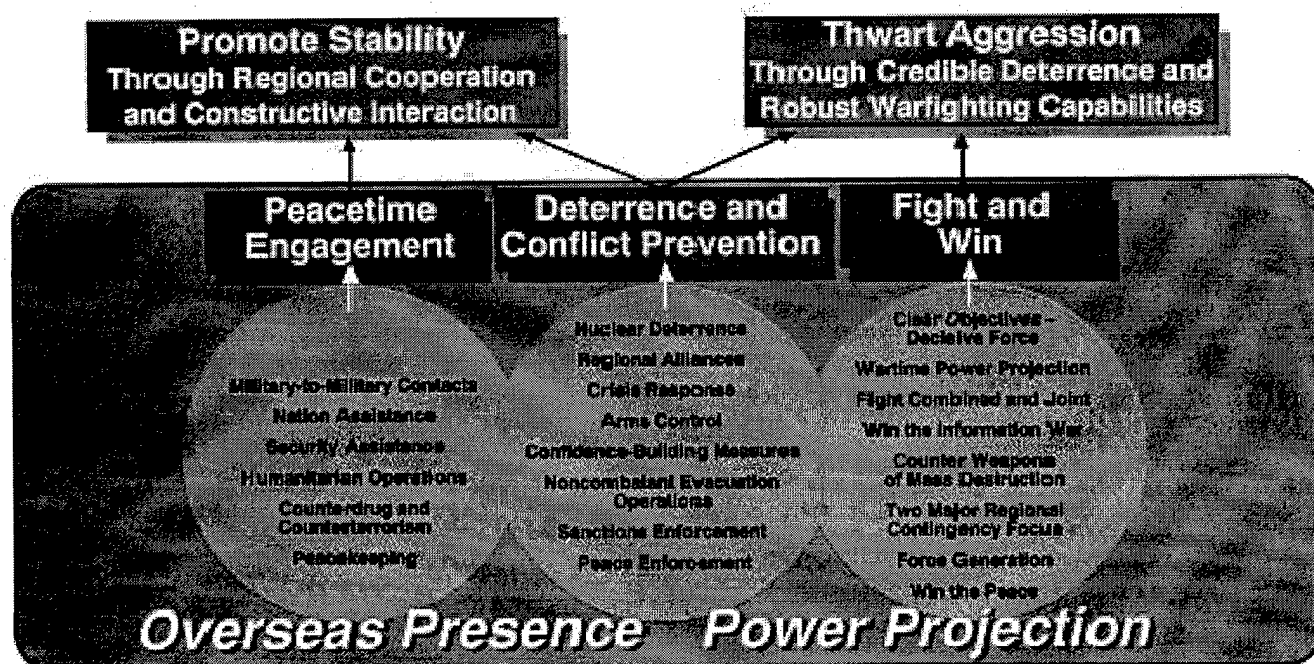 Promote Stability
Through Regional Cooperation
and Constructive Interaction
Thwart Aggression
Through Credible Deterrence and
Robust Warfighting Capabilities
Peacetime
Engagement
Deterrence and
Conflict Prevention
Fight and
Win
Military-to-Military Contacts
Nation Assistance
Security Assistance
Humanitarian Operations
Counterdrug and
Counterterrorism
Peacekeeping
Nuclear Deterrence
Regional Alliances
Crisis Response
Arms Control
Confidence-Building Measures
Noncombatant Evacuation
Operations
Sanctions Enforcement
Peace Enforcement
Clear Objectives –
Decisive Force
Wartime Power Projection
Fight Combined and Joint
Win the Information War
Counter Weapons
of Mass Destruction
Two Major Regional
Contingency Focus
Force Generation
Win the Peace
Overseas Presence
Power Projection